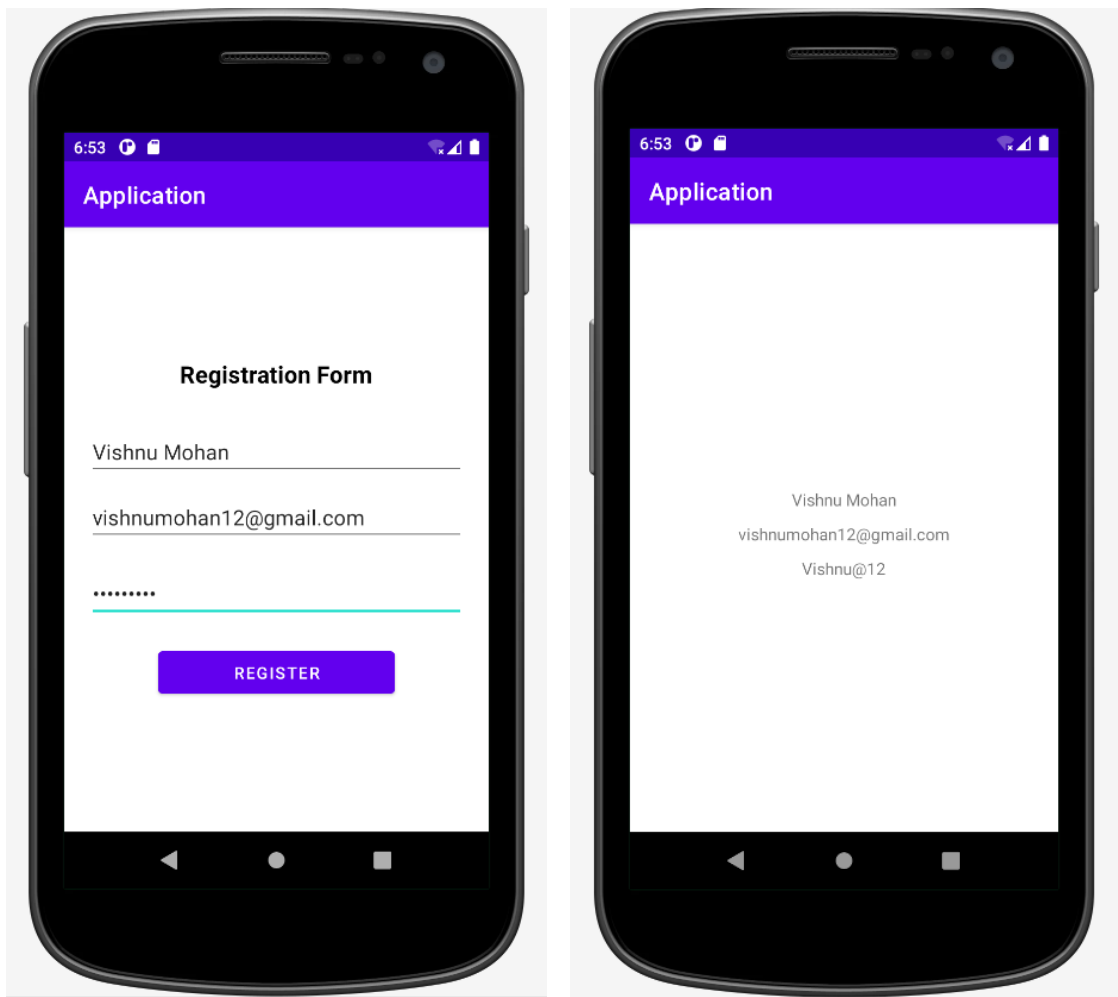 6:53
Application
Registration Form
Vishnu Mohan
vishnumohan12@gmail.com
•••••••••
REGISTER
6:53
Application
Vishnu Mohan
vishnumohan12@gmail.com
Vishnu@12